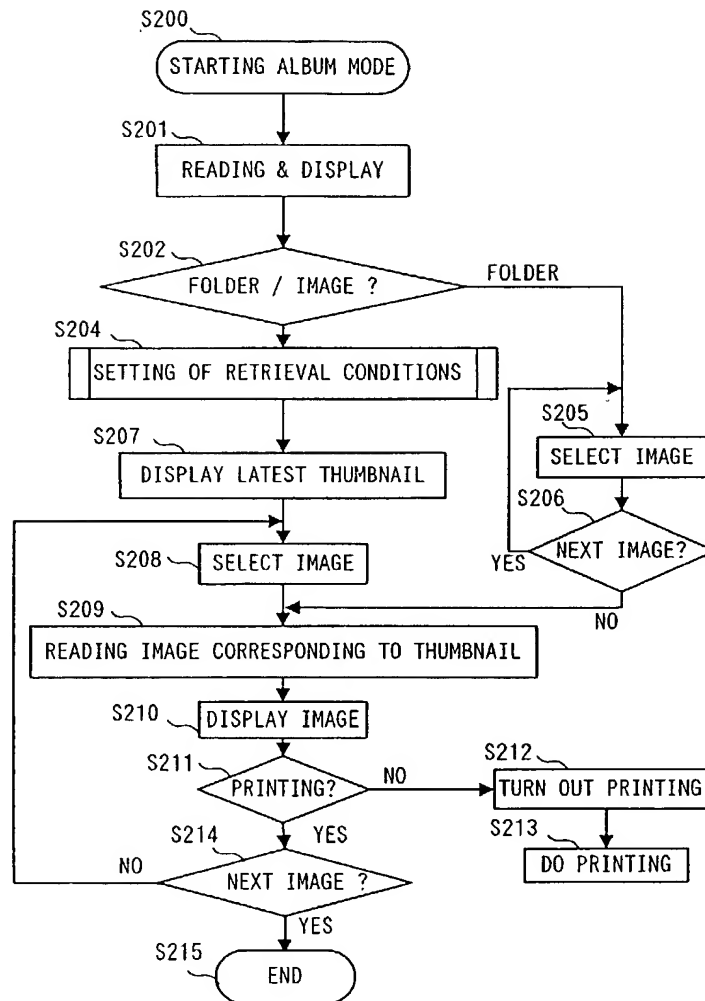 S200
STARTING ALBUM MODE
S201
READING & DISPLAY
S202
FOLDER / IMAGE ?
FOLDER
S204
SETTING OF RETRIEVAL CONDITIONS
S205
SELECT IMAGE
S207
DISPLAY LATEST THUMBNAIL
S206
NEXT IMAGE?
YES
NO
S208
SELECT IMAGE
S209
READING IMAGE CORRESPONDING TO THUMBNAIL
S210
DISPLAY IMAGE
S211
PRINTING?
NO
S212
TURN OUT PRINTING
YES
S213
DO PRINTING
S214
NO
NEXT IMAGE ?
YES
S215
END